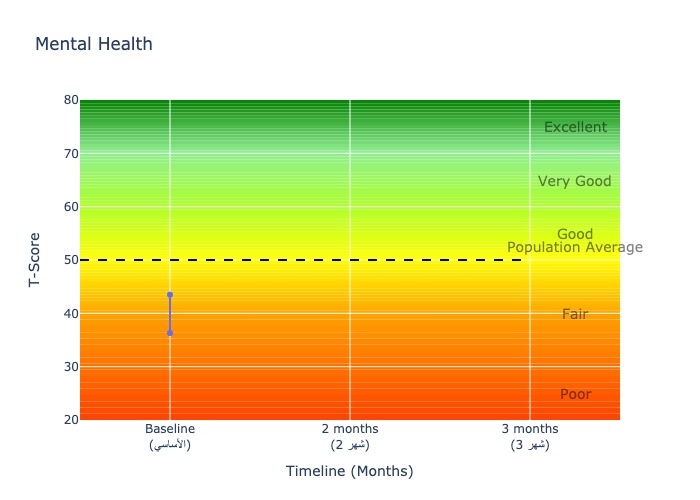 Mental Health
80
Excellent
70
Very Good
60
Good
Population Average
50
40
Fair
30
Poor
20
T-Score
Baseline
(الأساسي)
2 months
(2 شهر)
3 months
(3 شهر)
Timeline (Months)